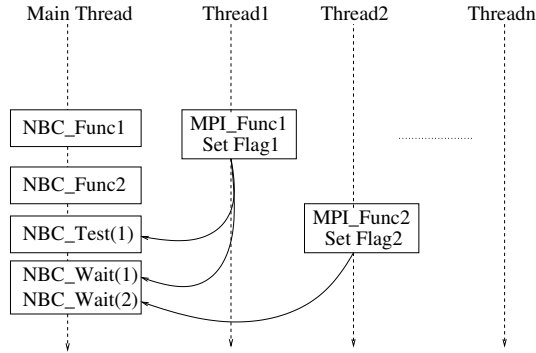 Main Thread
Thread1
Thread2
Threadn
NBC_Func1
MPI_Func1
Set Flag1
NBC_Func2
NBC_Test(1)
MPI_Func2
Set Flag2
NBC_Wait(1)
NBC_Wait(2)